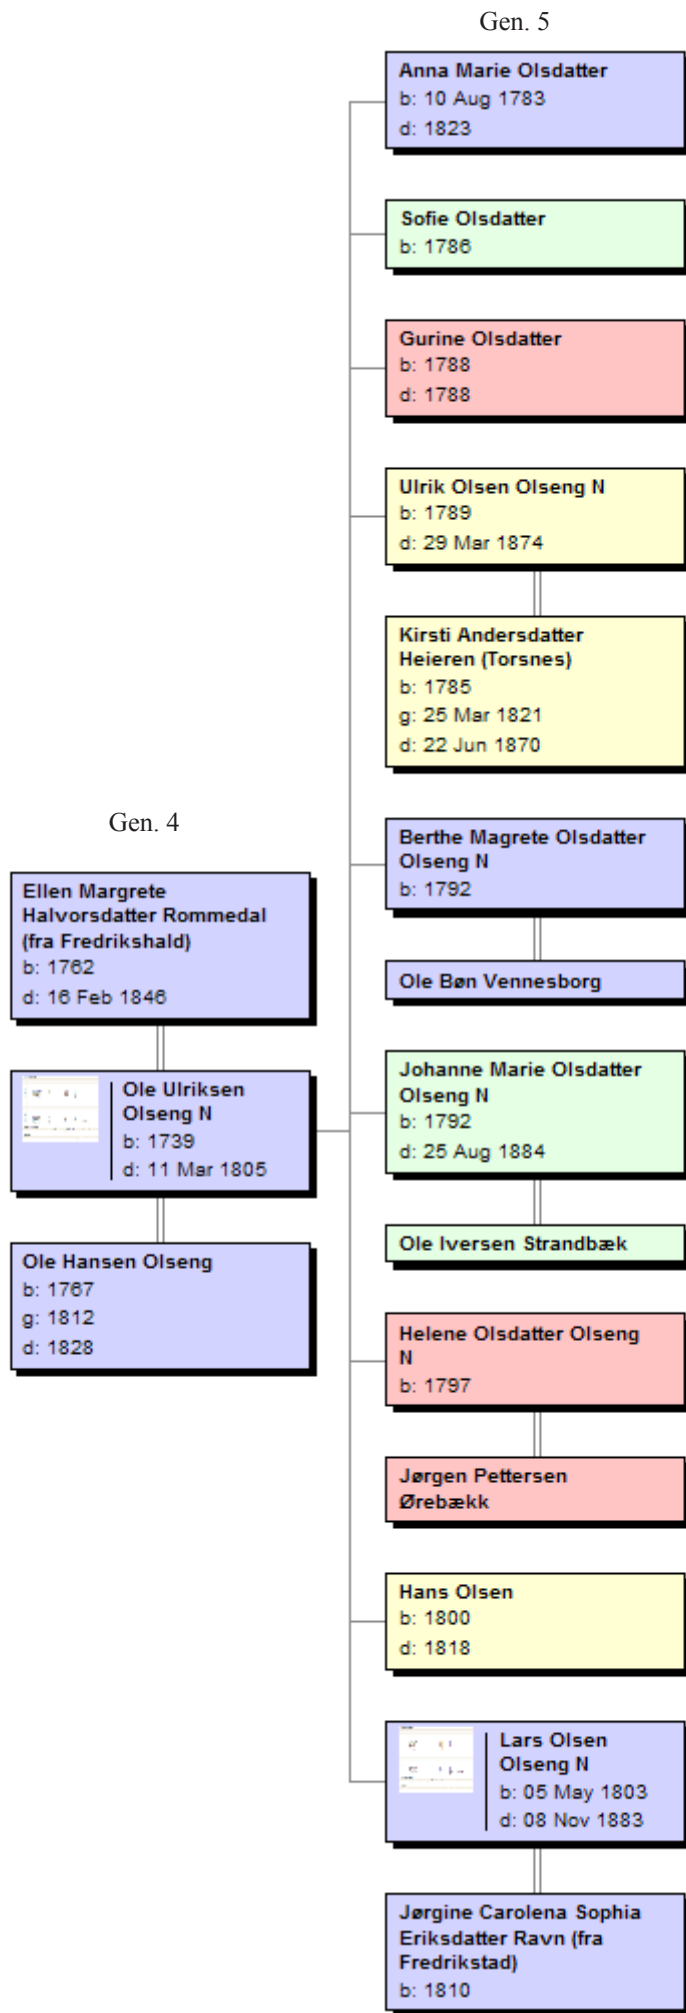 Gen. 5
Anna Marie Olsdatter
b: 10 Aug 1783
d: 1823
Sofie Olsdatter
b: 1786
Gurine Olsdatter
b: 1788
d: 1788
Ulrik Olsen Olseng N
b: 1789
d: 29 Mar 1874
Kirsti Andersdatter
Heieren (Torsnes)
b: 1785
g: 25 Mar 1821
d: 22 Jun 1870
Gen. 4
Ellen Margrete
Halvorsdatter Rommedal
(fra Fredrikshald)
b: 1762
d: 16 Feb 1846
Ole Ulriksen
Olseng N
b: 1739
d: 11 Mar 1805
Ole Hansen Olseng
b: 1767
g: 1812
d: 1828
Berthe Magrete Olsdatter
Olseng N
b: 1792
Ole Bøn Vennesborg
Johanne Marie Olsdatter
Olseng N
b: 1792
d: 25 Aug 1884
Ole Iversen Strandbæk
Helene Olsdatter Olseng
N
b: 1797
Jørgen Pettersen
Ørebækk
Hans Olsen
b: 1800
d: 1818
Lars Olsen
Olseng N
b: 05 May 1803
d: 08 Nov 1883
Jørgine Carolena Sophia
Eriksdatter Ravn (fra
Fredrikstad)
b: 1810